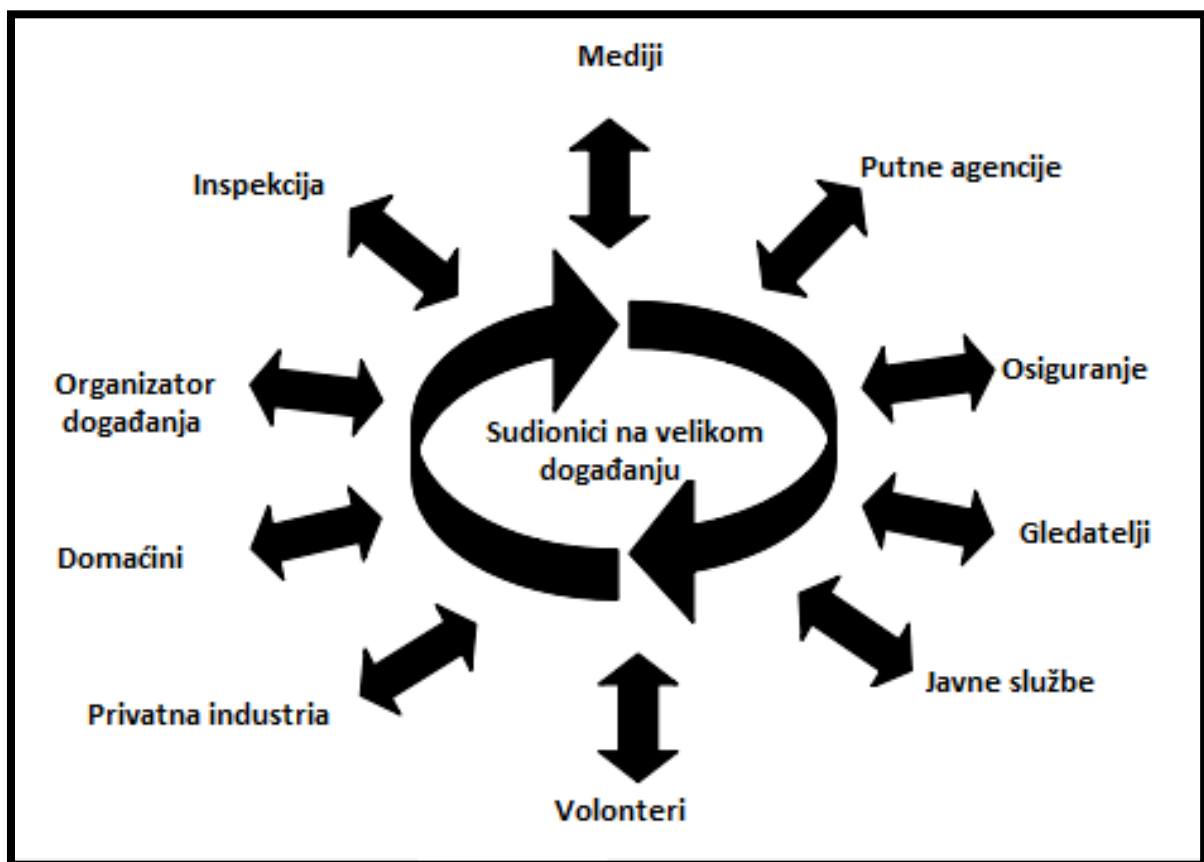 Mediji
Putne agencije
Inspekcija
Osiguranje
Organizator
događanja
Sudionici na velikom
događanju
Gledatelji
Domaćini
Javne službe
Privatna industria
Volonteri